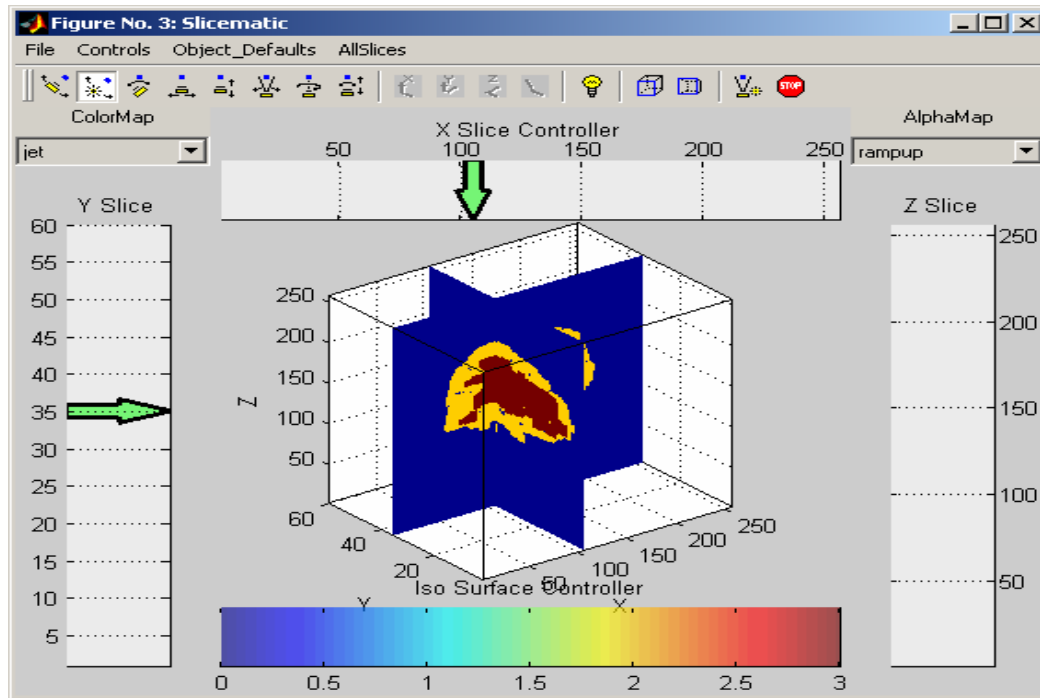 Figure No. 3: Slicematic
File Controls Object_Defaults AllSlices
STOP
ColorMap
X Slice Controller
AlphaMap
jet
50 100 150 200 250
rampup
Y Slice
Z Slice
60
55
50
45
40
35
30
25
20
15
10
5
250
200
150
100
50
Z
250
200
150
100
50
60
40
20
50
100
150
200
250
Iso Surface Controller
Y
X
0 0.5 1 1.5 2 2.5 3